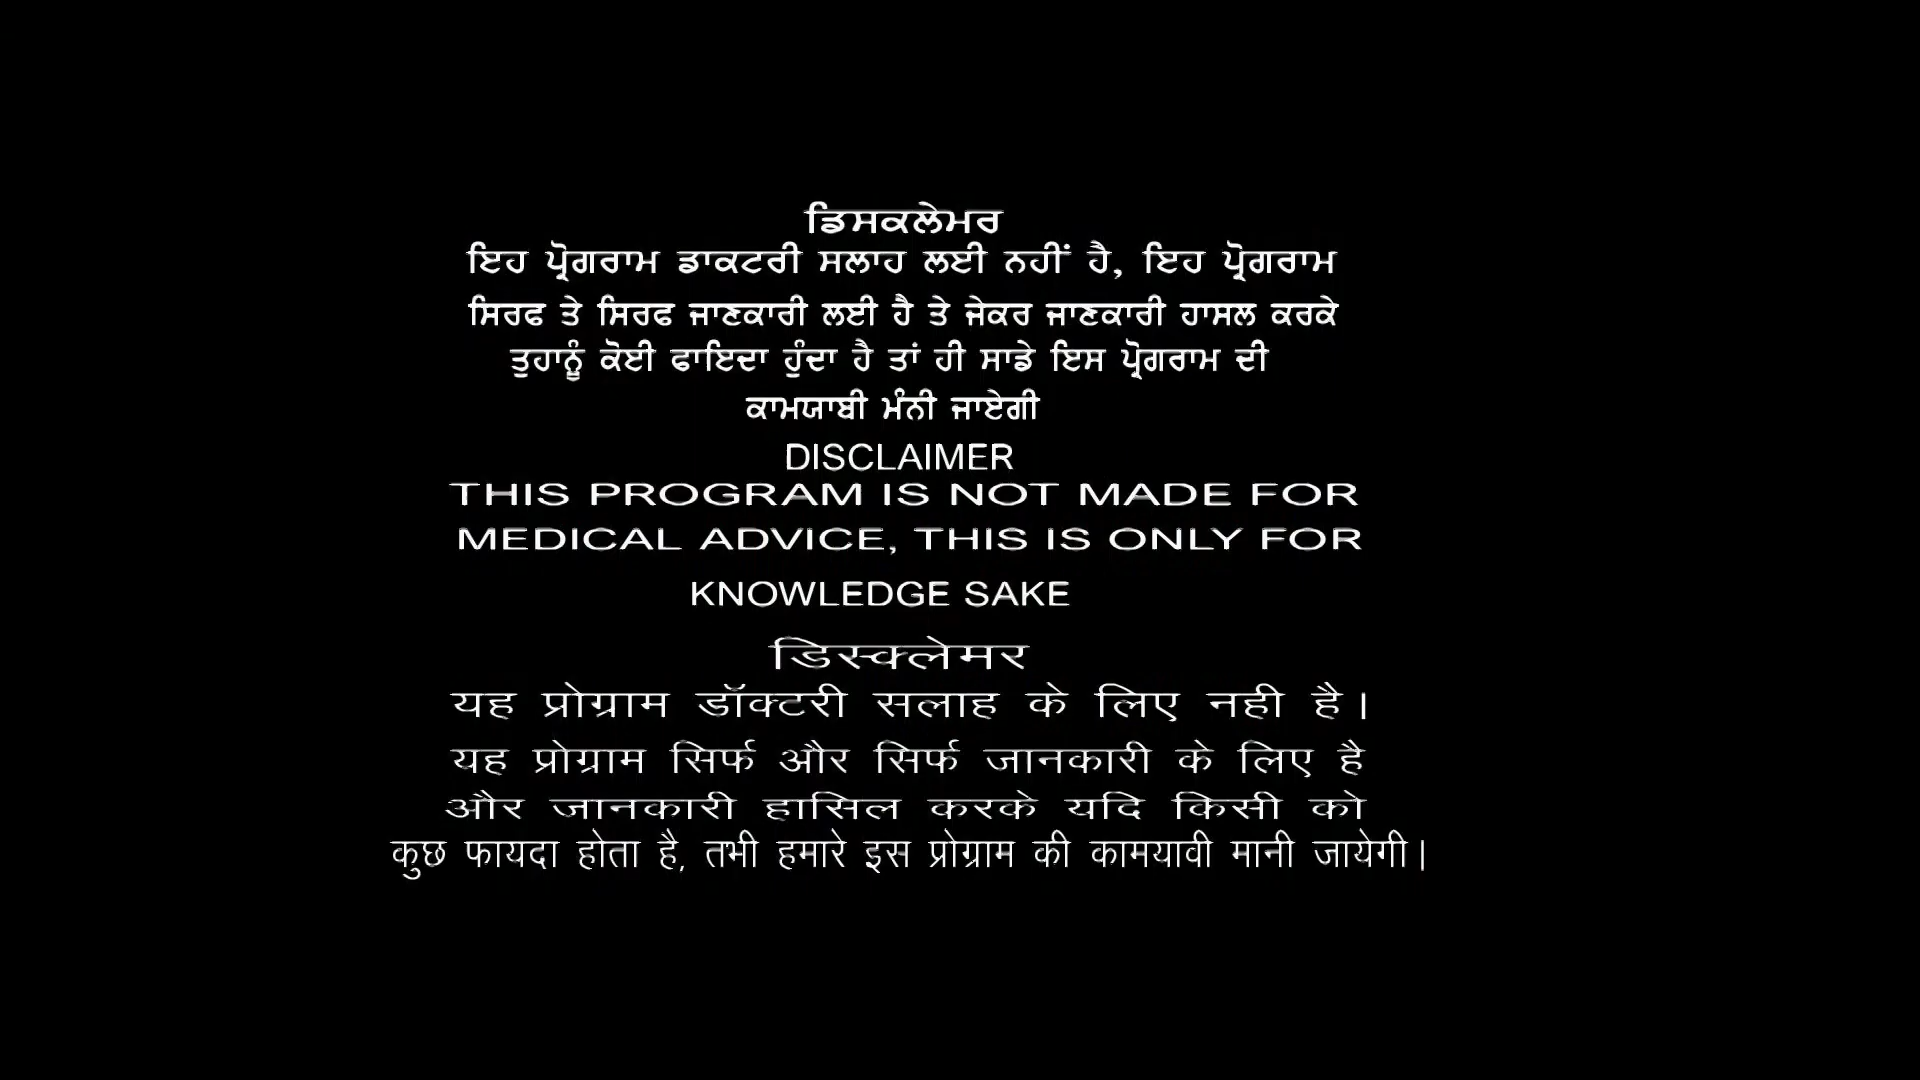 ਡਿਸਕਲੇਮਰ
ਇਹ ਪ੍ਰੋਗਰਾਮ ਡਾਕਟਰੀ ਸਲਾਹ ਲਈ ਨਹੀਂ ਹੈ, ਇਹ ਪ੍ਰੋਗਰਾਮ
ਸਿਰਫ ਤੇ ਸਿਰਫ ਜਾਣਕਾਰੀ ਲਈ ਹੈ ਤੇ ਜੇਕਰ ਜਾਣਕਾਰੀ ਹਾਸਲ ਕਰਕੇ
ਤੁਹਾਨੂੰ ਕੋਈ ਫਾਇਦਾ ਹੁੰਦਾ ਹੈ ਤਾਂ ਹੀ ਸਾਡੇ ਇਸ ਪ੍ਰੋਗਰਾਮ ਦੀ
ਕਾਮਯਾਬੀ ਮੰਨੀ ਜਾਏਗੀ
DISCLAIMER
THIS PROGRAM IS NOT MADE FOR
MEDICAL ADVICE, THIS IS ONLY FOR
KNOWLEDGE SAKE
डिस्क्लेमर
यह प्रोग्राम डॉक्टरी सलाह के लिए नही है।
यह प्रोग्राम सिर्फ और सिर्फ जानकारी के लिए है
और जानकारी हासिल करके यदि किसी को
कुछ फायदा होता है, तभी हमारे इस प्रोग्राम की कामयावी मानी जायेगी।